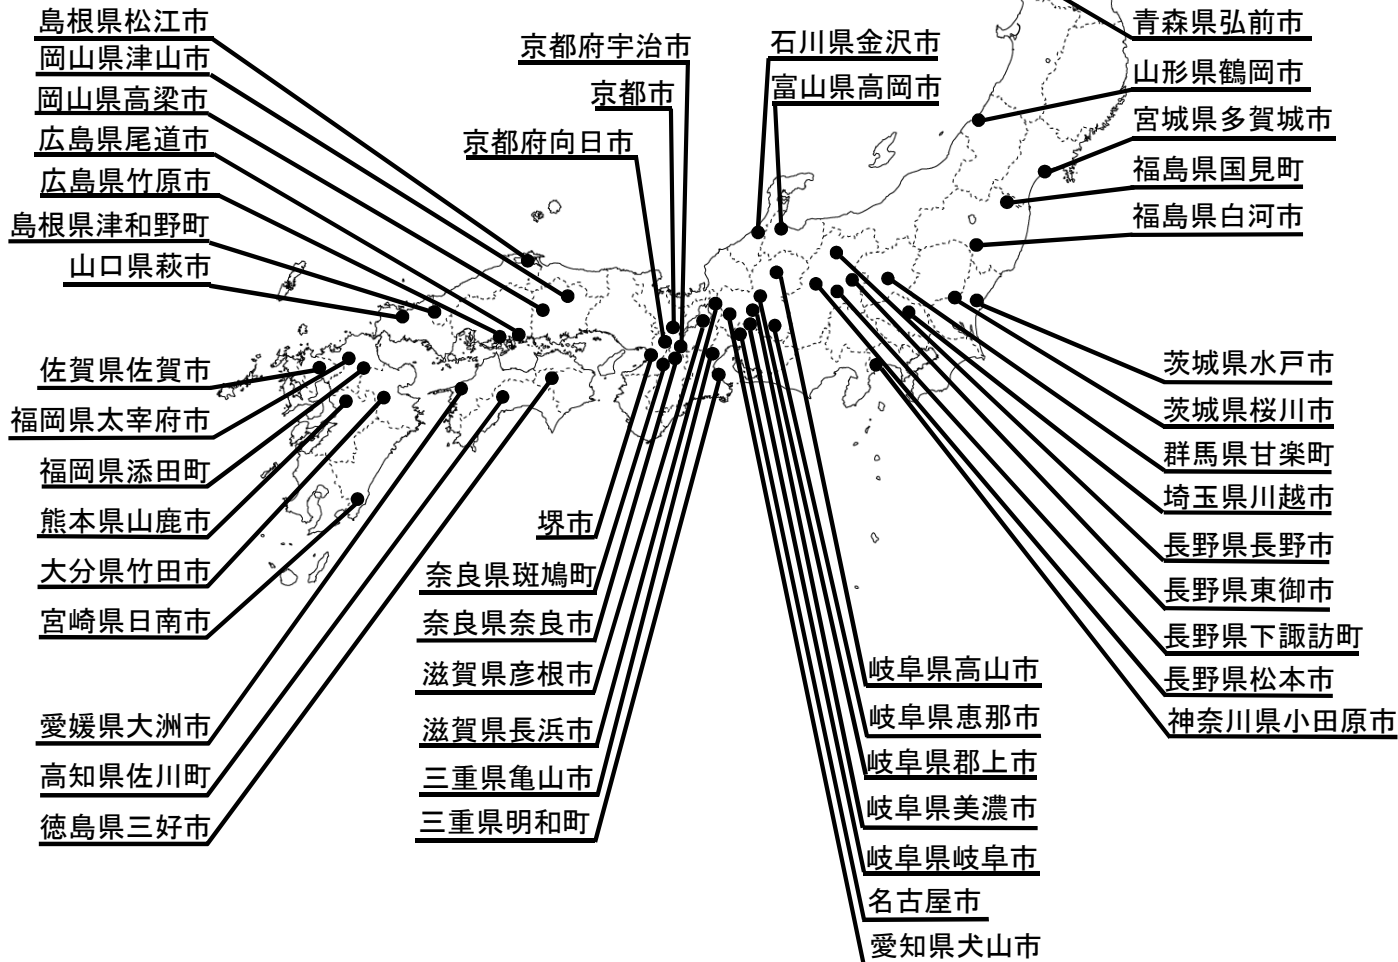 島根県松江市
岡山県津山市
岡山県高梁市
広島県尾道市
広島県竹原市
島根県津和野町
山口県萩市
佐賀県佐賀市
福岡県太宰府市
福岡県添田町
熊本県山鹿市
大分県竹田市
宮崎県日南市
愛媛県大洲市
高知県佐川町
徳島県三好市
京都府宇治市
京都市
京都府向日市
堺市
奈良県斑鳩町
奈良県奈良市
滋賀県彦根市
滋賀県長浜市
三重県亀山市
三重県明和町
石川県金沢市
富山県高岡市
岐阜県高山市
岐阜県恵那市
岐阜県郡上市
岐阜県美濃市
岐阜県岐阜市
名古屋市
愛知県犬山市
青森県弘前市
山形県鶴岡市
宮城県多賀城市
福島県国見町
福島県白河市
茨城県水戸市
茨城県桜川市
群馬県甘楽町
埼玉県川越市
長野県長野市
長野県東御市
長野県下諏訪町
長野県松本市
神奈川県小田原市